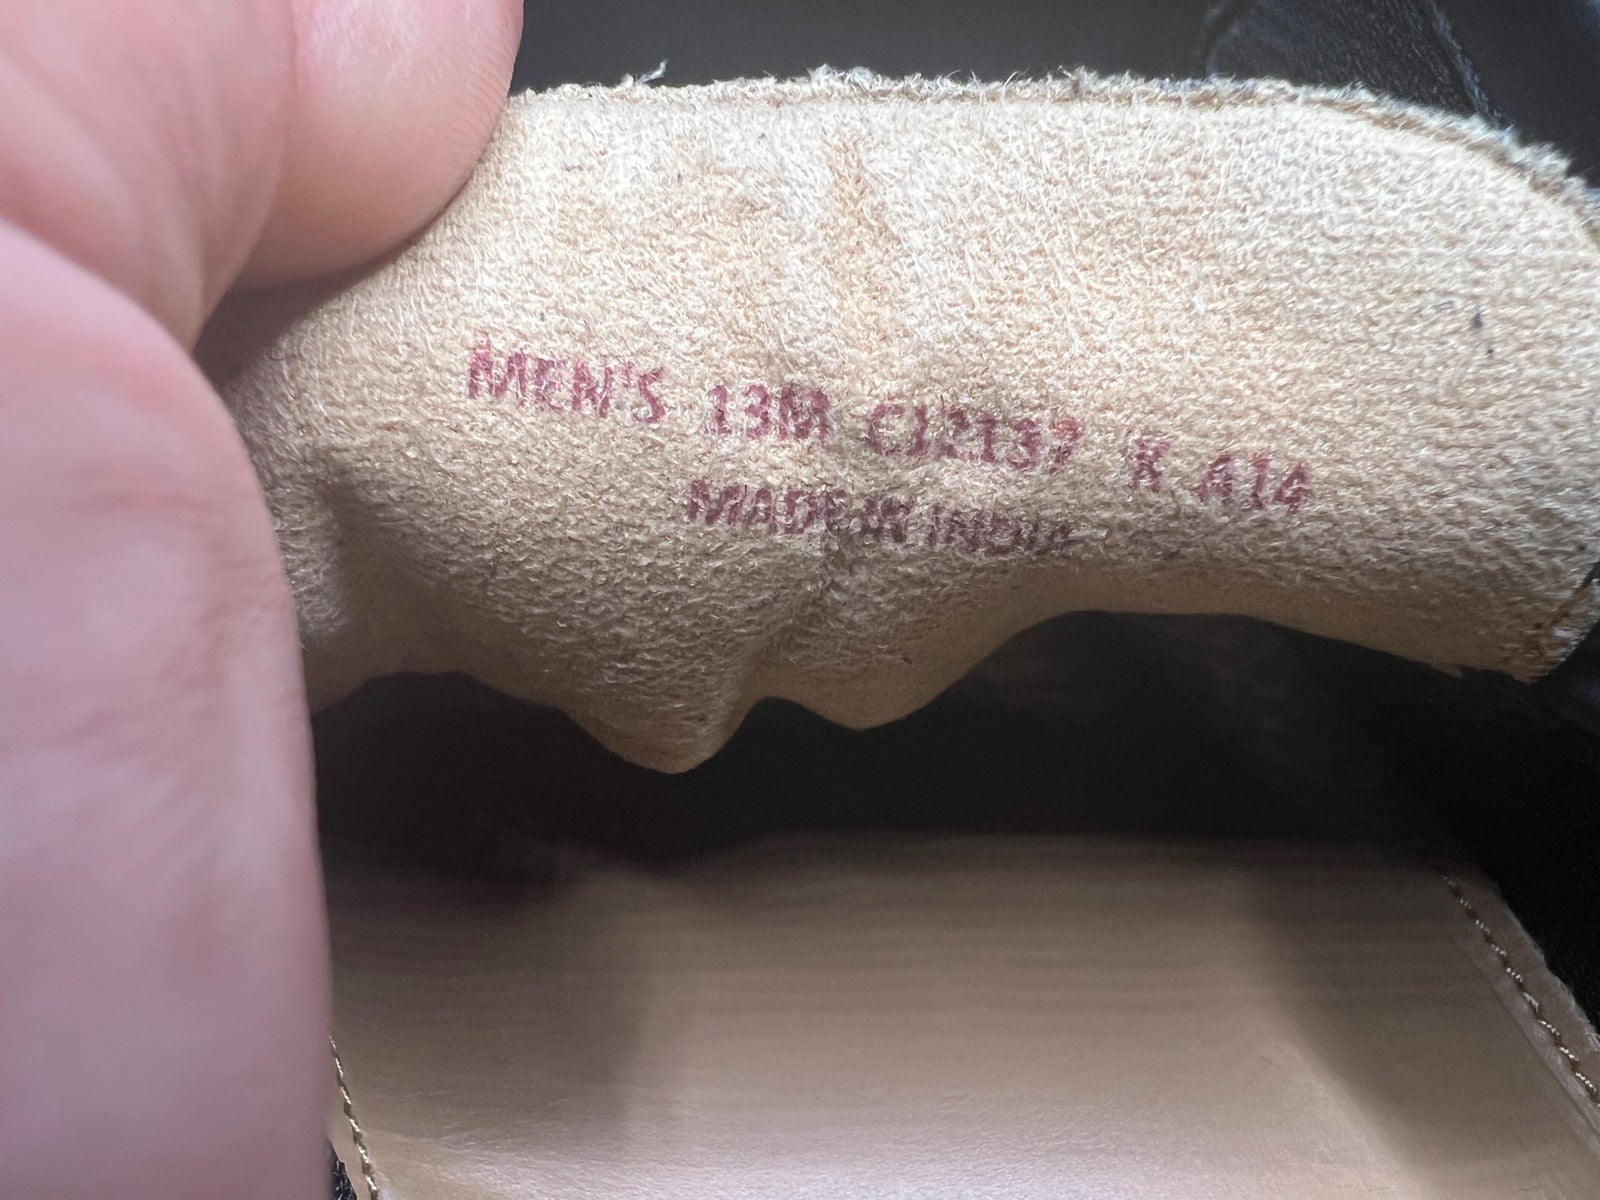 MEN'S 13M C12137 K A14
MADE IN INDIA